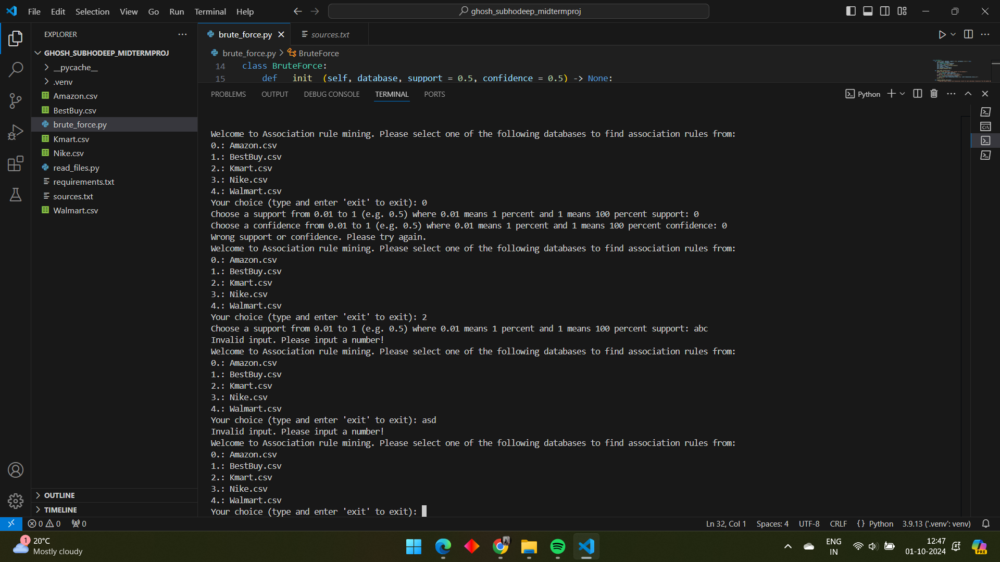 File Edit Selection View Go Run Terminal Help
ghosh_subhodeep_midtermproj
EXPLORER
GHOSH_SUBHODEEP_MIDTERMPROJ
__pycache__
.venv
Amazon.csv
BestBuy.csv
brute_force.py
Kmart.csv
Nike.csv
read_files.py
requirements.txt
sources.txt
Walmart.csv
OUTLINE
TIMELINE
brute_force.py
sources.txt
brute_force.py > BruteForce
14 class BruteForce:
15 def __init__(self, database, support = 0.5, confidence = 0.5) -> None:
PROBLEMS OUTPUT DEBUG CONSOLE TERMINAL PORTS
Python
Welcome to Association rule mining. Please select one of the following databases to find association rules from:
0.: Amazon.csv
1.: BestBuy.csv
2.: Kmart.csv
3.: Nike.csv
4.: Walmart.csv
Your choice (type and enter 'exit' to exit): 0
Choose a support from 0.01 to 1 (e.g. 0.5) where 0.01 means 1 percent and 1 means 100 percent support: 0
Choose a confidence from 0.01 to 1 (e.g. 0.5) where 0.01 means 1 percent and 1 means 100 percent confidence: 0
Wrong support or confidence. Please try again.
Welcome to Association rule mining. Please select one of the following databases to find association rules from:
0.: Amazon.csv
1.: BestBuy.csv
2.: Kmart.csv
3.: Nike.csv
4.: Walmart.csv
Your choice (type and enter 'exit' to exit): 2
Choose a support from 0.01 to 1 (e.g. 0.5) where 0.01 means 1 percent and 1 means 100 percent support: abc
Invalid input. Please input a number!
Welcome to Association rule mining. Please select one of the following databases to find association rules from:
0.: Amazon.csv
1.: BestBuy.csv
2.: Kmart.csv
3.: Nike.csv
4.: Walmart.csv
Your choice (type and enter 'exit' to exit): asd
Invalid input. Please input a number!
Welcome to Association rule mining. Please select one of the following databases to find association rules from:
0.: Amazon.csv
1.: BestBuy.csv
2.: Kmart.csv
3.: Nike.csv
4.: Walmart.csv
Your choice (type and enter 'exit' to exit):
0 0 0
Ln 32, Col 1 Spaces: 4 UTF-8 CRLF {} Python 3.9.13 ('.venv': venv)
1
20°C
Mostly cloudy
ENG
IN
12:47
01-10-2024
PRE